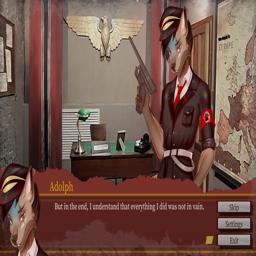 Adolph
But in the end, I understand that everything I did was not in vain.
Skip
Settings
Exit